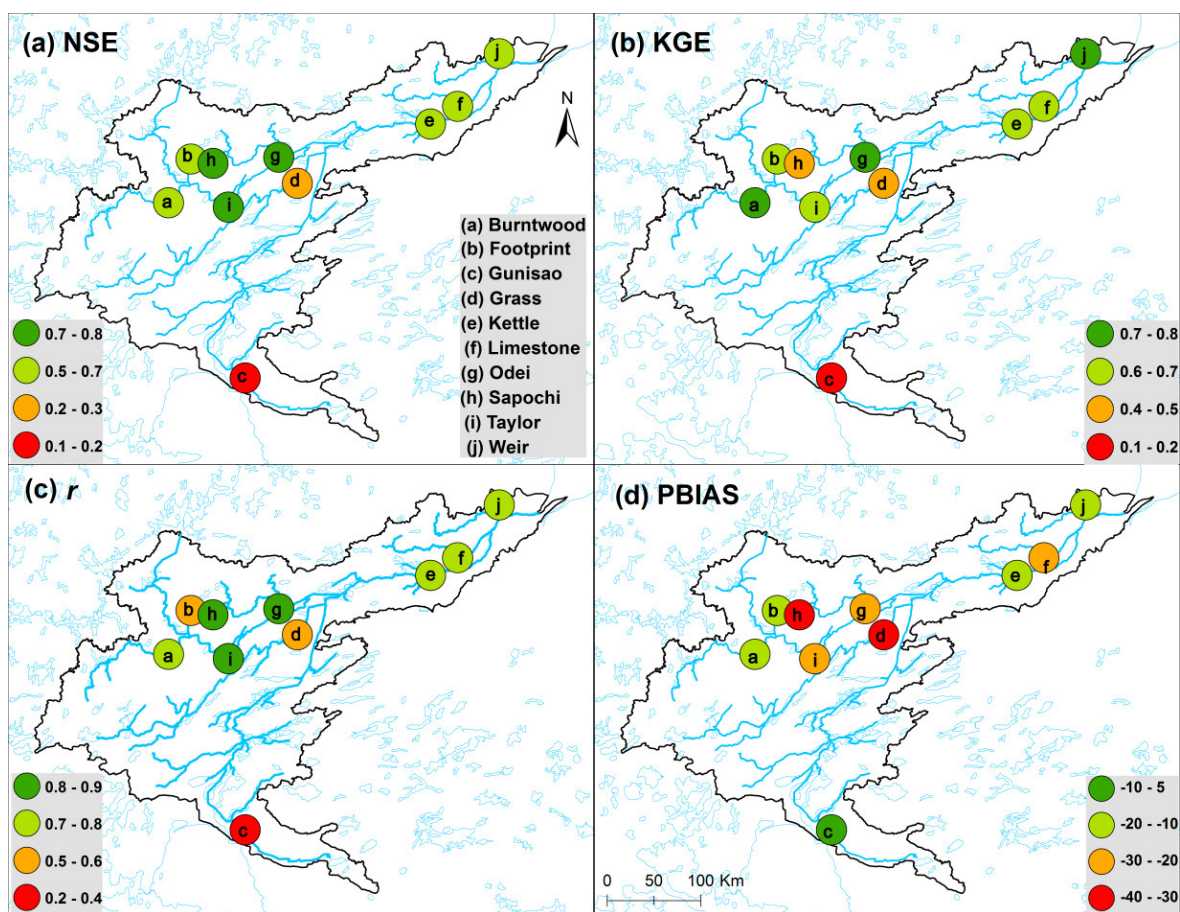 (a) NSE
j
N
f
e
b
h
g
d
a
i
c
(a) Burntwood
(b) Footprint
(c) Gunisao
(d) Grass
(e) Kettle
(f) Limestone
(g) Odei
(h) Sapochi
(i) Taylor
(j) Weir
0.7 - 0.8
0.5 - 0.7
0.2 - 0.3
0.1 - 0.2
(b) KGE
j
f
e
b
h
g
d
a
i
c
0.7 - 0.8
0.6 - 0.7
0.4 - 0.5
0.1 - 0.2
(c) r
j
f
e
b
h
g
d
a
i
c
0.8 - 0.9
0.7 - 0.8
0.5 - 0.6
0.2 - 0.4
(d) PBIAS
j
f
e
b
h
g
d
a
i
c
-10 - 5
-20 - -10
-30 - -20
-40 - -30
0 50 100 Km